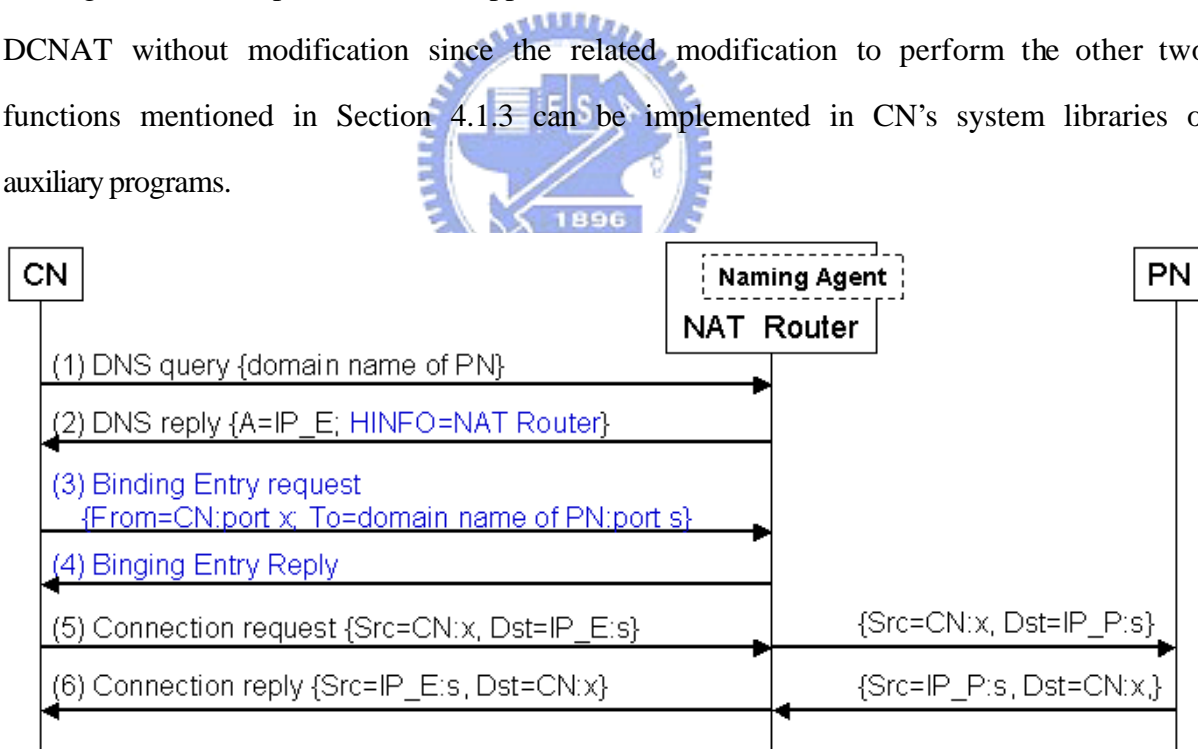 DCNAT without modification since the related modification to perform the other two
functions mentioned in Section 4.1.3 can be implemented in CN's system libraries o
auxiliary programs.
1896
CN
Naming Agent
NAT Router
PN
(1) DNS query {domain name of PN}
(2) DNS reply {A=IP_E; HINFO=NAT Router}
(3) Binding Entry request
{From=CN:port x; To=domain name of PN:port s}
(4) Binging Entry Reply
(5) Connection request {Src=CN:x, Dst=IP_E:s}
{Src=CN:x, Dst=IP_P:s}
(6) Connection reply {Src=IP_E:s, Dst=CN:x}
{Src=IP_P:s, Dst=CN:x,}